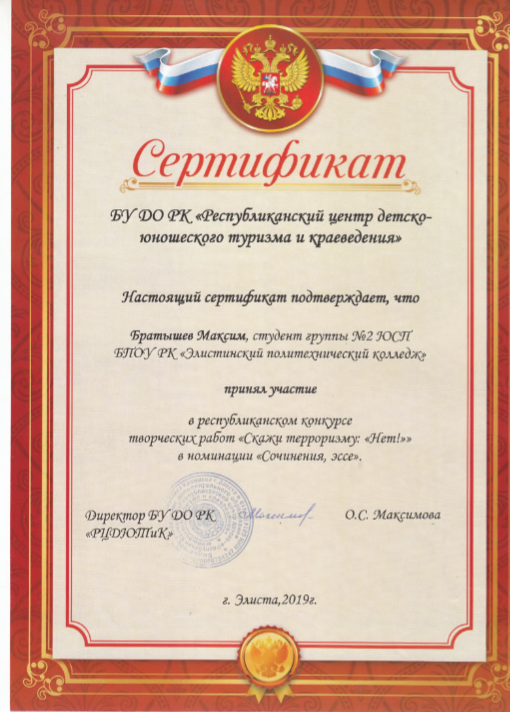 Сертификат
БУ ДО РК «Республиканский центр детско-
юношеского туризма и краеведения»
Настоящий сертификат подтверждает, что
Братышев Максим, студент группы №2 ЮСП
БПОУ РК «Элистинский политехнический колледж»
принял участие
в республиканском конкурсе
творческих работ «Скажи терроризму: «Нет!»»
в номинации «Сочинения, эссе».
Директор БУ ДО РК О.С. Максимова
«РЦДЮТиК»
г. Элиста,2019г.